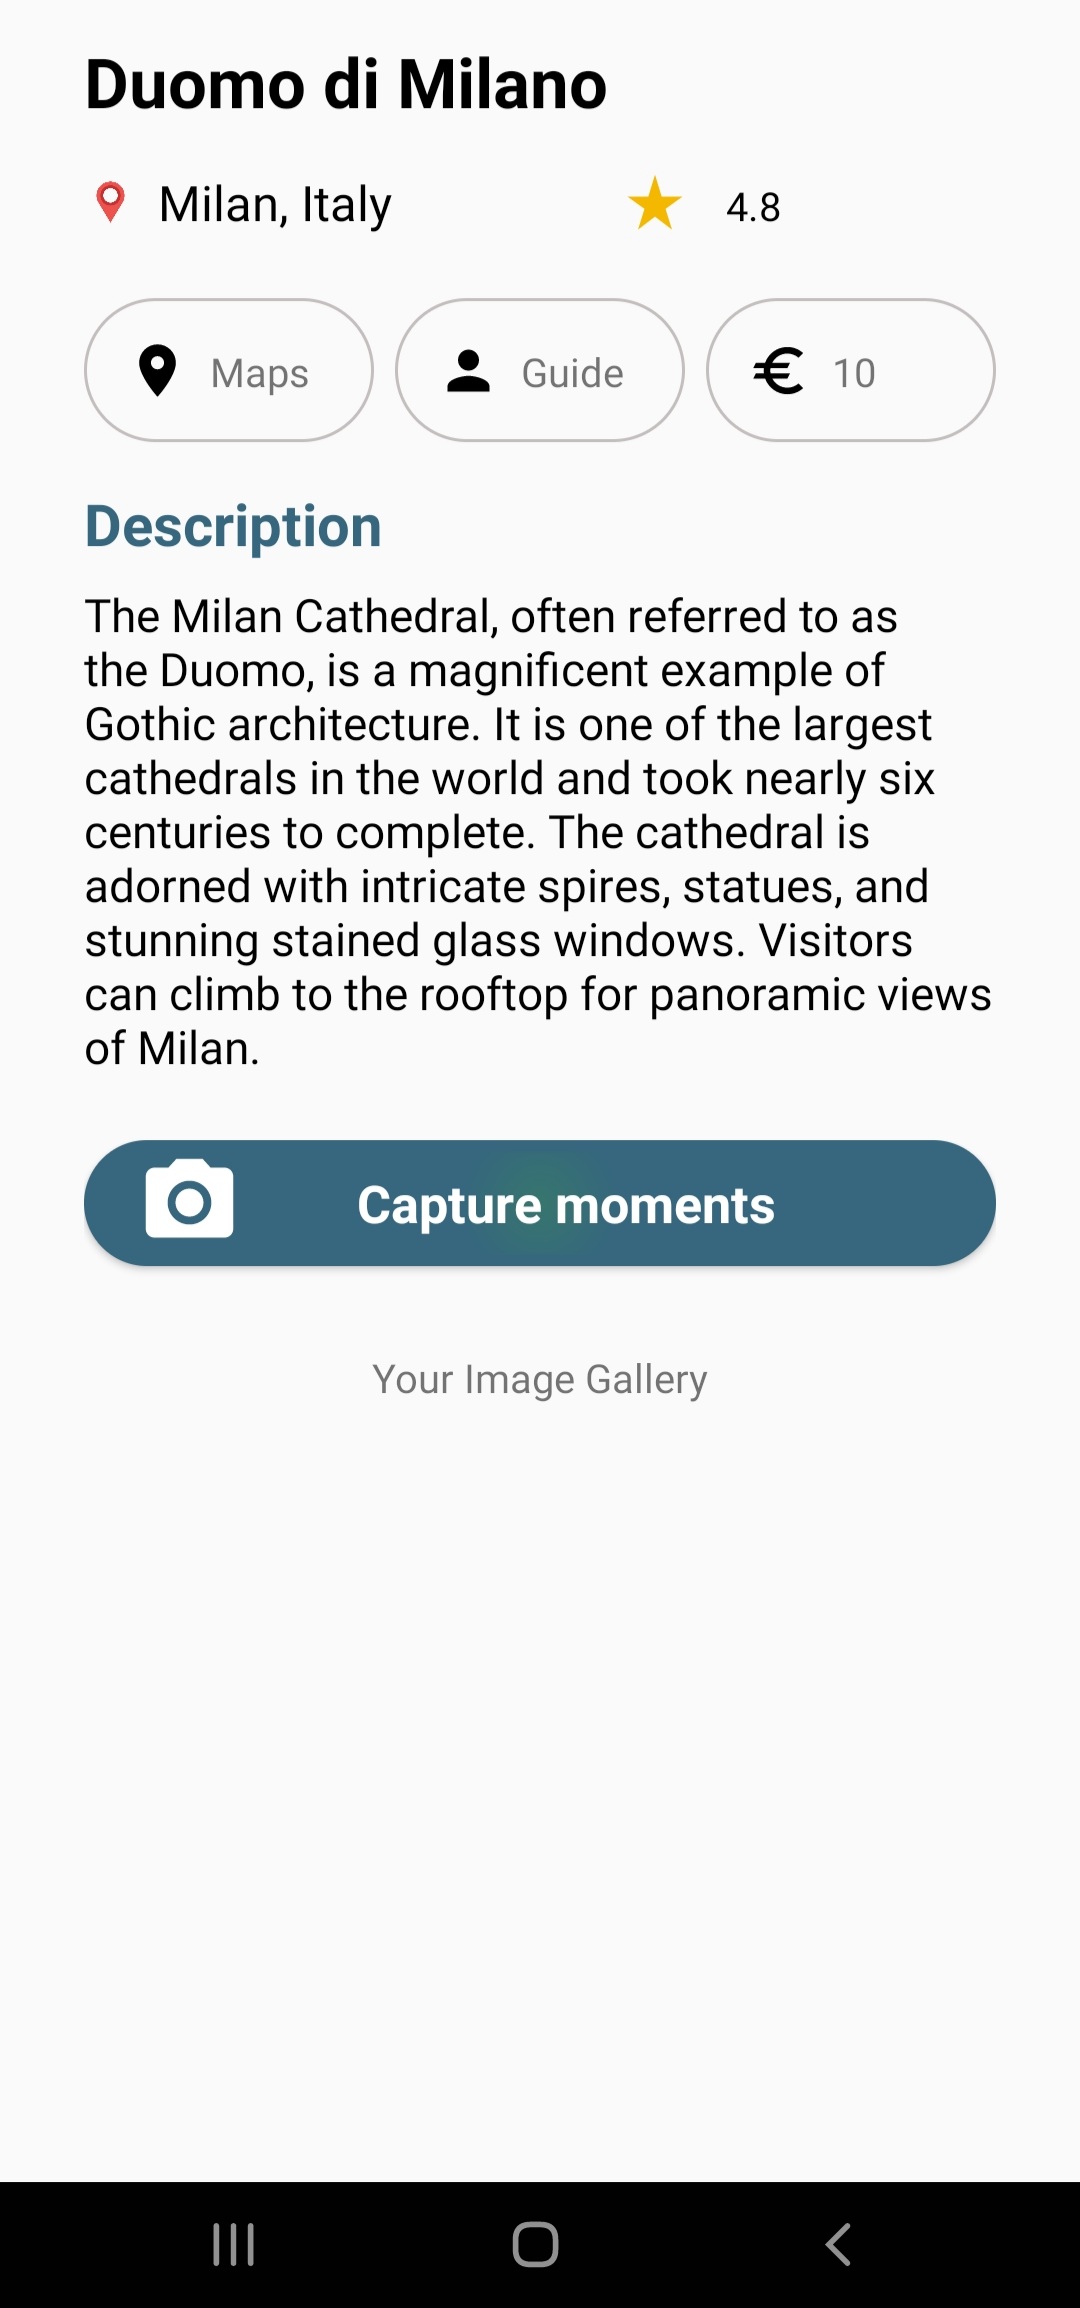 Duomo di Milano
Milan, Italy
4.8
Maps
Guide
€ 10
Description
The Milan Cathedral, often referred to as
the Duomo, is a magnificent example of
Gothic architecture. It is one of the largest
cathedrals in the world and took nearly six
centuries to complete. The cathedral is
adorned with intricate spires, statues, and
stunning stained glass windows. Visitors
can climb to the rooftop for panoramic views
of Milan.
Capture moments
Your Image Gallery